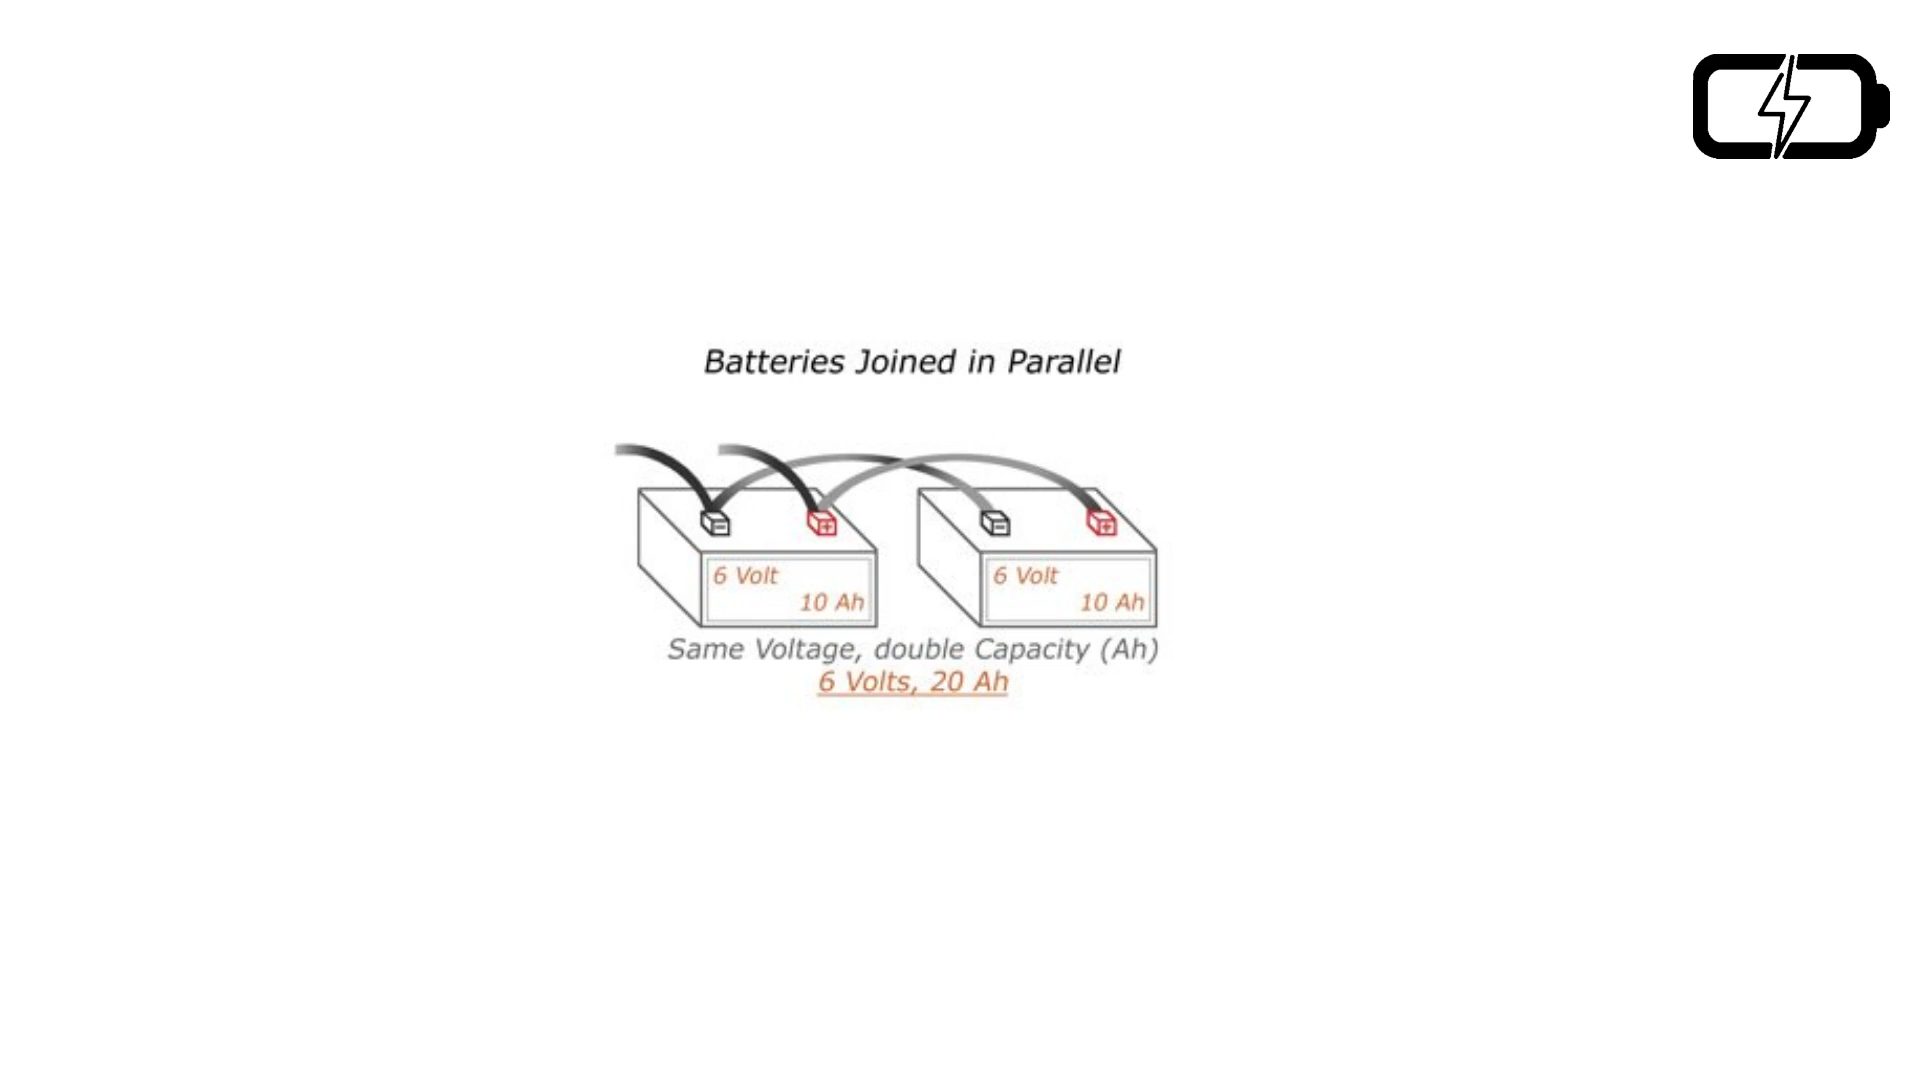 Batteries Joined in Parallel
6 Volt
10 Ah
6 Volt
10 Ah
Same Voltage, double Capacity (Ah)
6 Volts, 20 Ah